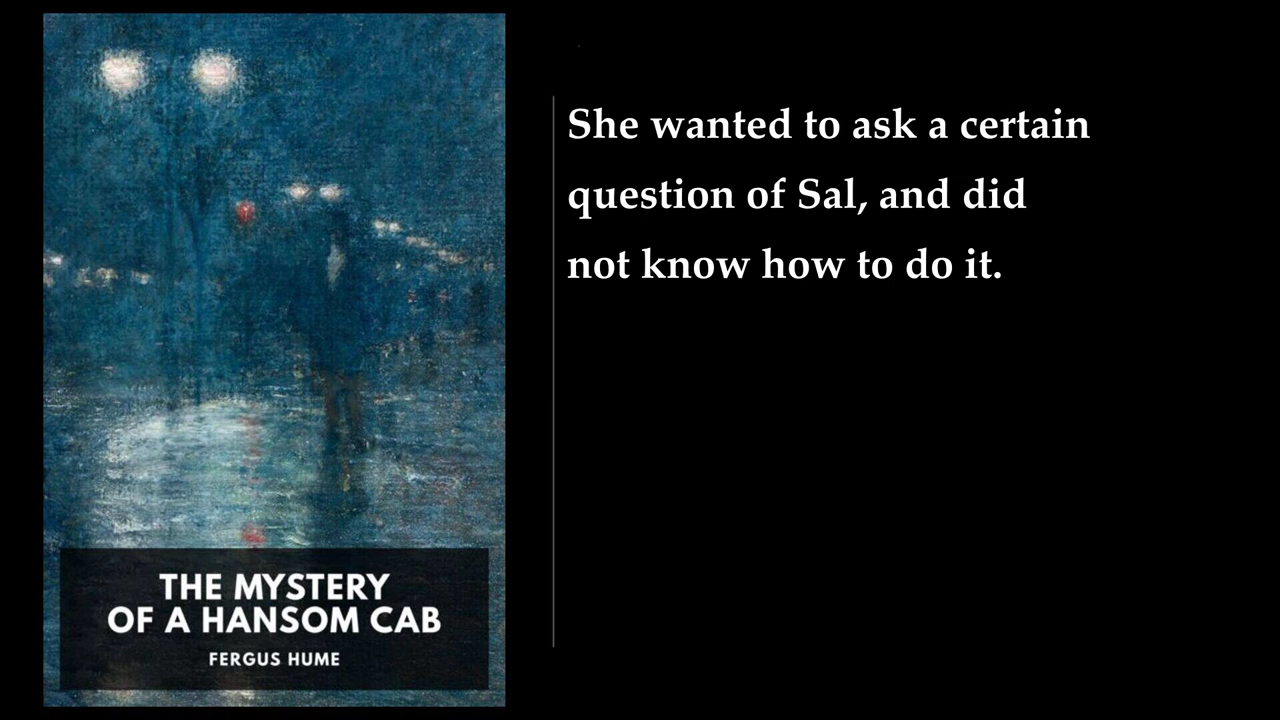 She wanted to ask a certain
question of Sal, and did
not know how to do it.
THE MYSTERY
OF A HANSOM CAB
FERGUS HUME